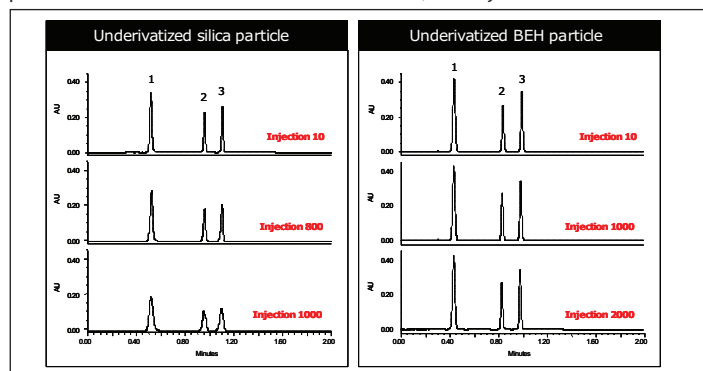 Underivatized silica particle
1
2
3
0.40
0.20
0.00
AU
Injection 10
0.40
0.20
0.00
AU
Injection 800
0.40
0.20
0.00
AU
Injection 1000
0.00
0.40
0.80
1.20
1.60
2.00
Minutes
Underivatized BEH particle
1
2
3
0.40
0.20
0.00
AU
Injection 10
0.40
0.20
0.00
AU
Injection 1000
0.40
0.20
0.00
AU
Injection 2000
0.00
0.40
0.80
1.20
1.60
2.00
Minutes